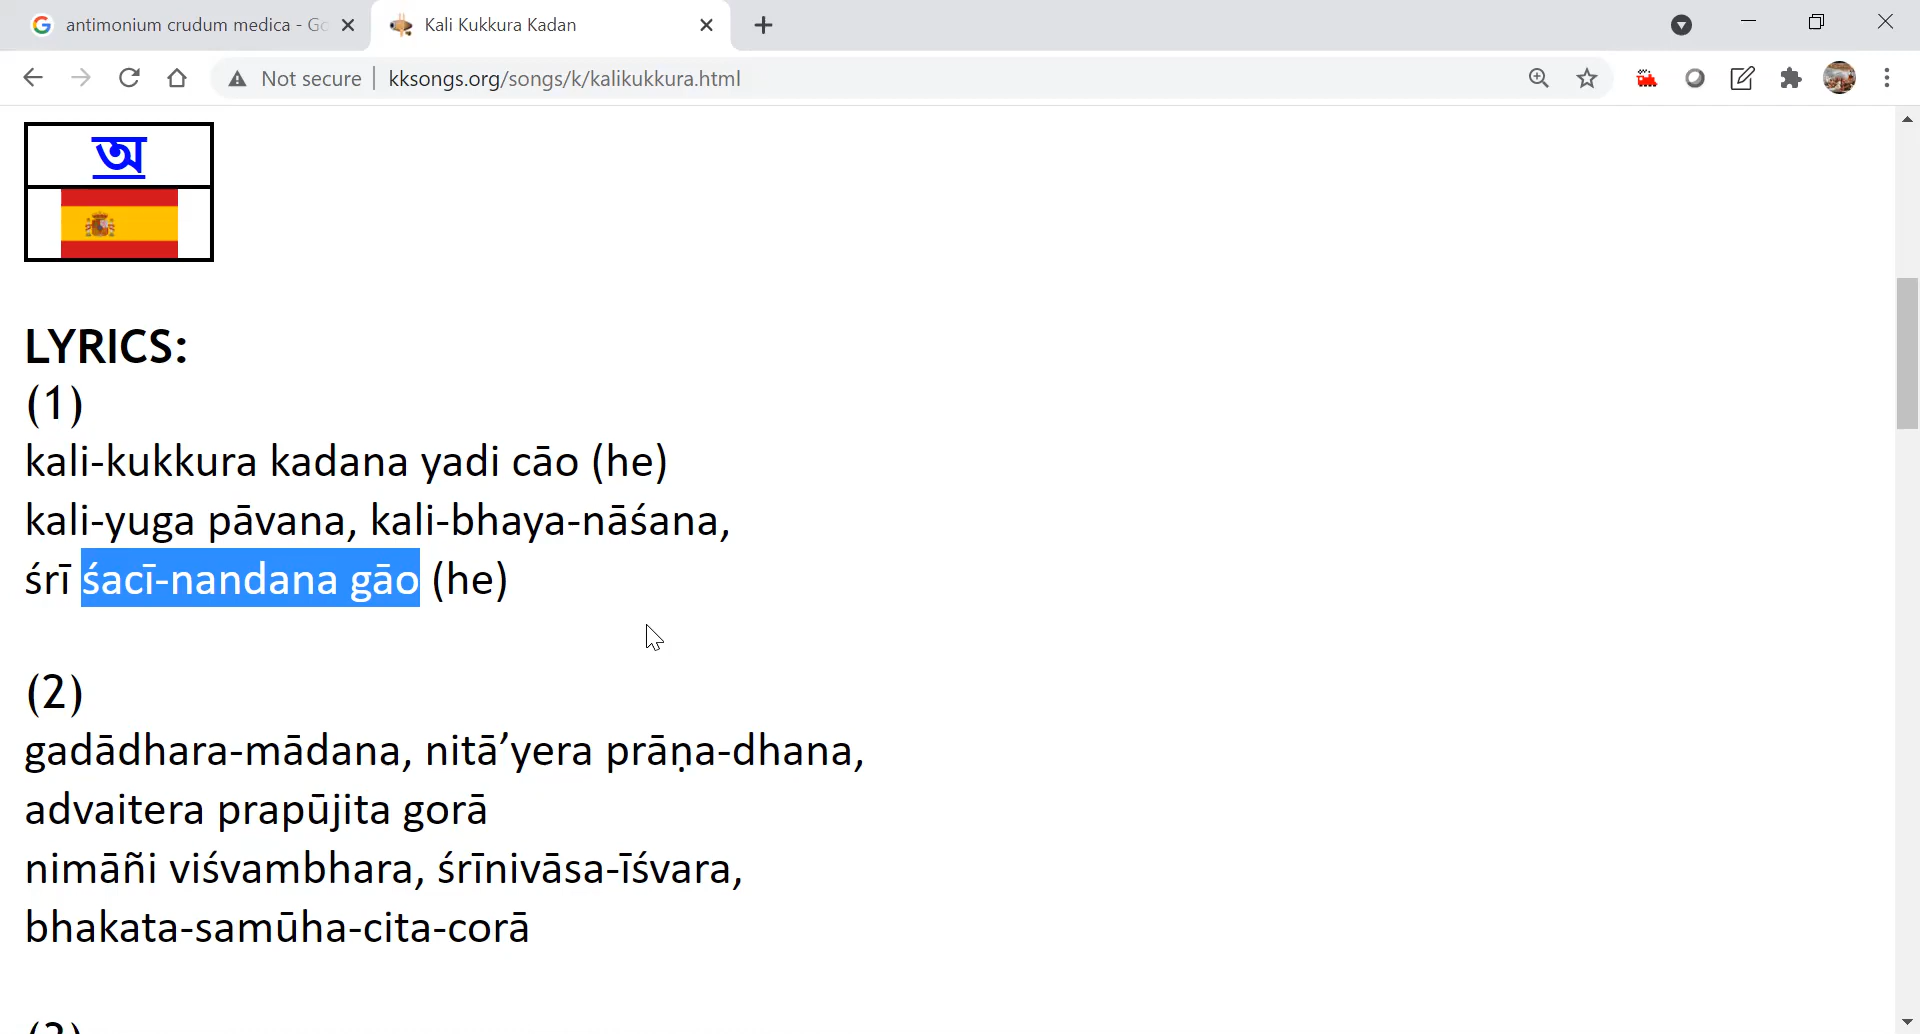 antimonium crudum medica - Go
Kali Kukkura Kadan
Not secure
kksongs.org/songs/k/kalikukkura.html
অ
LYRICS:
(1)
kali-kukkura kadana yadi cāo (he)
kali-yuga pāvana, kali-bhaya-nāśana,
śrī śacī-nandana gāo (he)
(2)
gadādhara-mādana, nitā’yera prāṇa-dhana,
advaitera prapūjita gorā
nimāñi viśvambhara, śrīnivāsa-īśvara,
bhakata-samūha-cita-corā